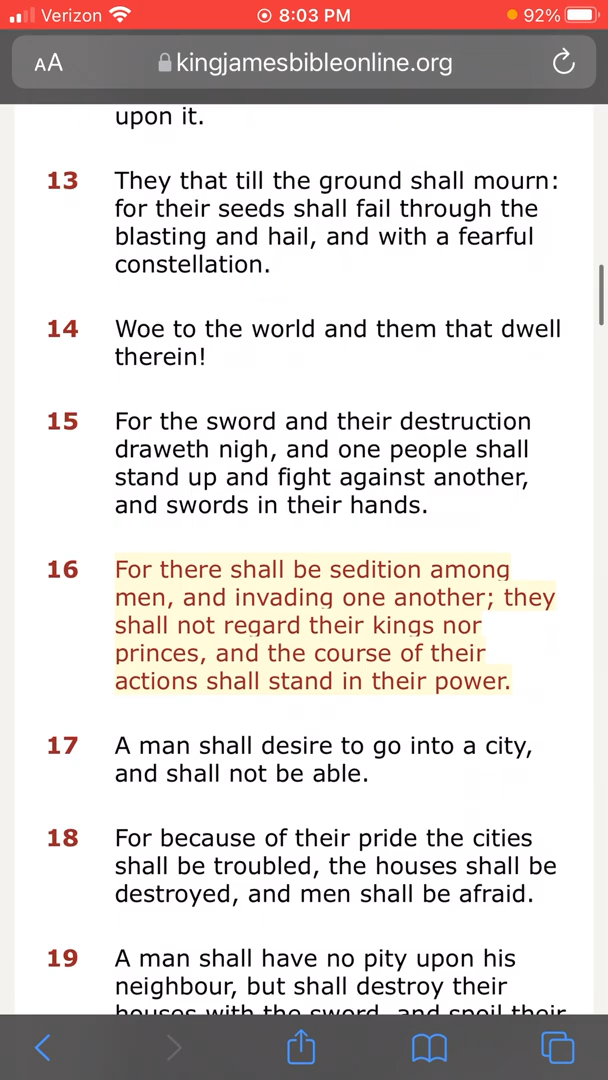 Verizon 8:03 PM 92%
AA kingjamesbibleonline.org
upon it.
13 They that till the ground shall mourn:
for their seeds shall fail through the
blasting and hail, and with a fearful
constellation.
14 Woe to the world and them that dwell
therein!
15 For the sword and their destruction
draweth nigh, and one people shall
stand up and fight against another,
and swords in their hands.
16 For there shall be sedition among
men, and invading one another; they
shall not regard their kings nor
princes, and the course of their
actions shall stand in their power.
17 A man shall desire to go into a city,
and shall not be able.
18 For because of their pride the cities
shall be troubled, the houses shall be
destroyed, and men shall be afraid.
19 A man shall have no pity upon his
neighbour, but shall destroy their
houses with the sword, and spoil their